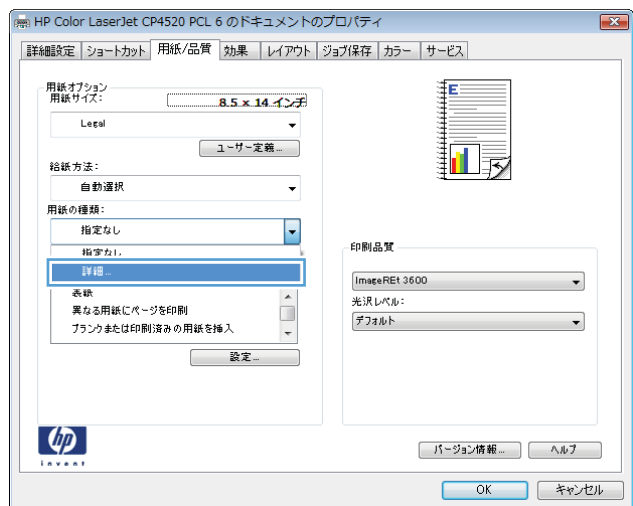 HP Color LaserJet CP4520 PCL 6 のドキュメントのプロパティ
詳細設定 ショートカット 用紙/品質 効果 レイアウト ジョブ保存 カラー サービス
用紙オプション
用紙サイズ: 8.5 × 14 インチ
Legal
ユーザー定義...
給紙方法:
自動選択
用紙の種類:
指定なし
指定なし
詳細...
表紙
異なる用紙にページを印刷
ブランクまたは印刷済みの用紙を挿入
設定...
E
印刷品質
ImageREt 3600
光沢レベル:
デフォルト
hp
invent
バージョン情報... ヘルプ
OK キャンセル